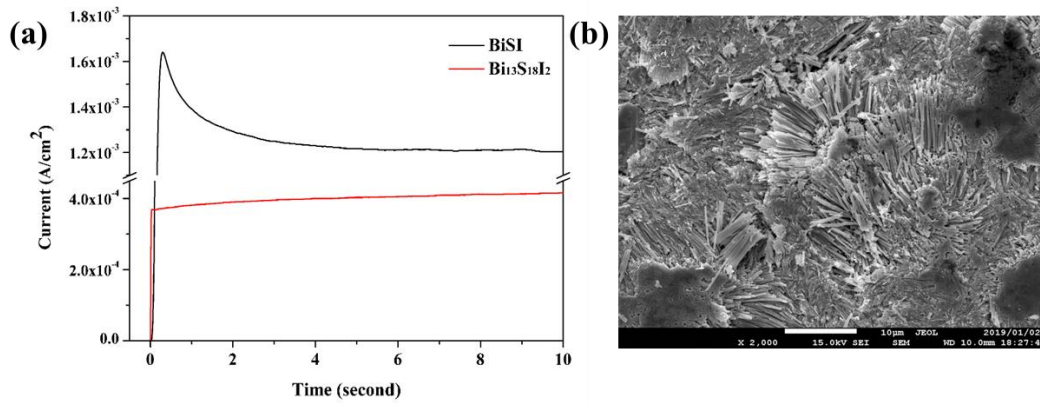 (a)
1.8x10⁻³
1.6x10⁻³
1.4x10⁻³
1.2x10⁻³
4.0x10⁻⁴
2.0x10⁻⁴
0.0
Current (A/cm²)
BiSI
Bi₁₃S₁₈I₂
0
2
4
6
8
10
Time (second)
(b)
10μm JEOL 2019/01/02
X 2,000 15.0kV SEI SEM WD 10.0mm 18:27:4